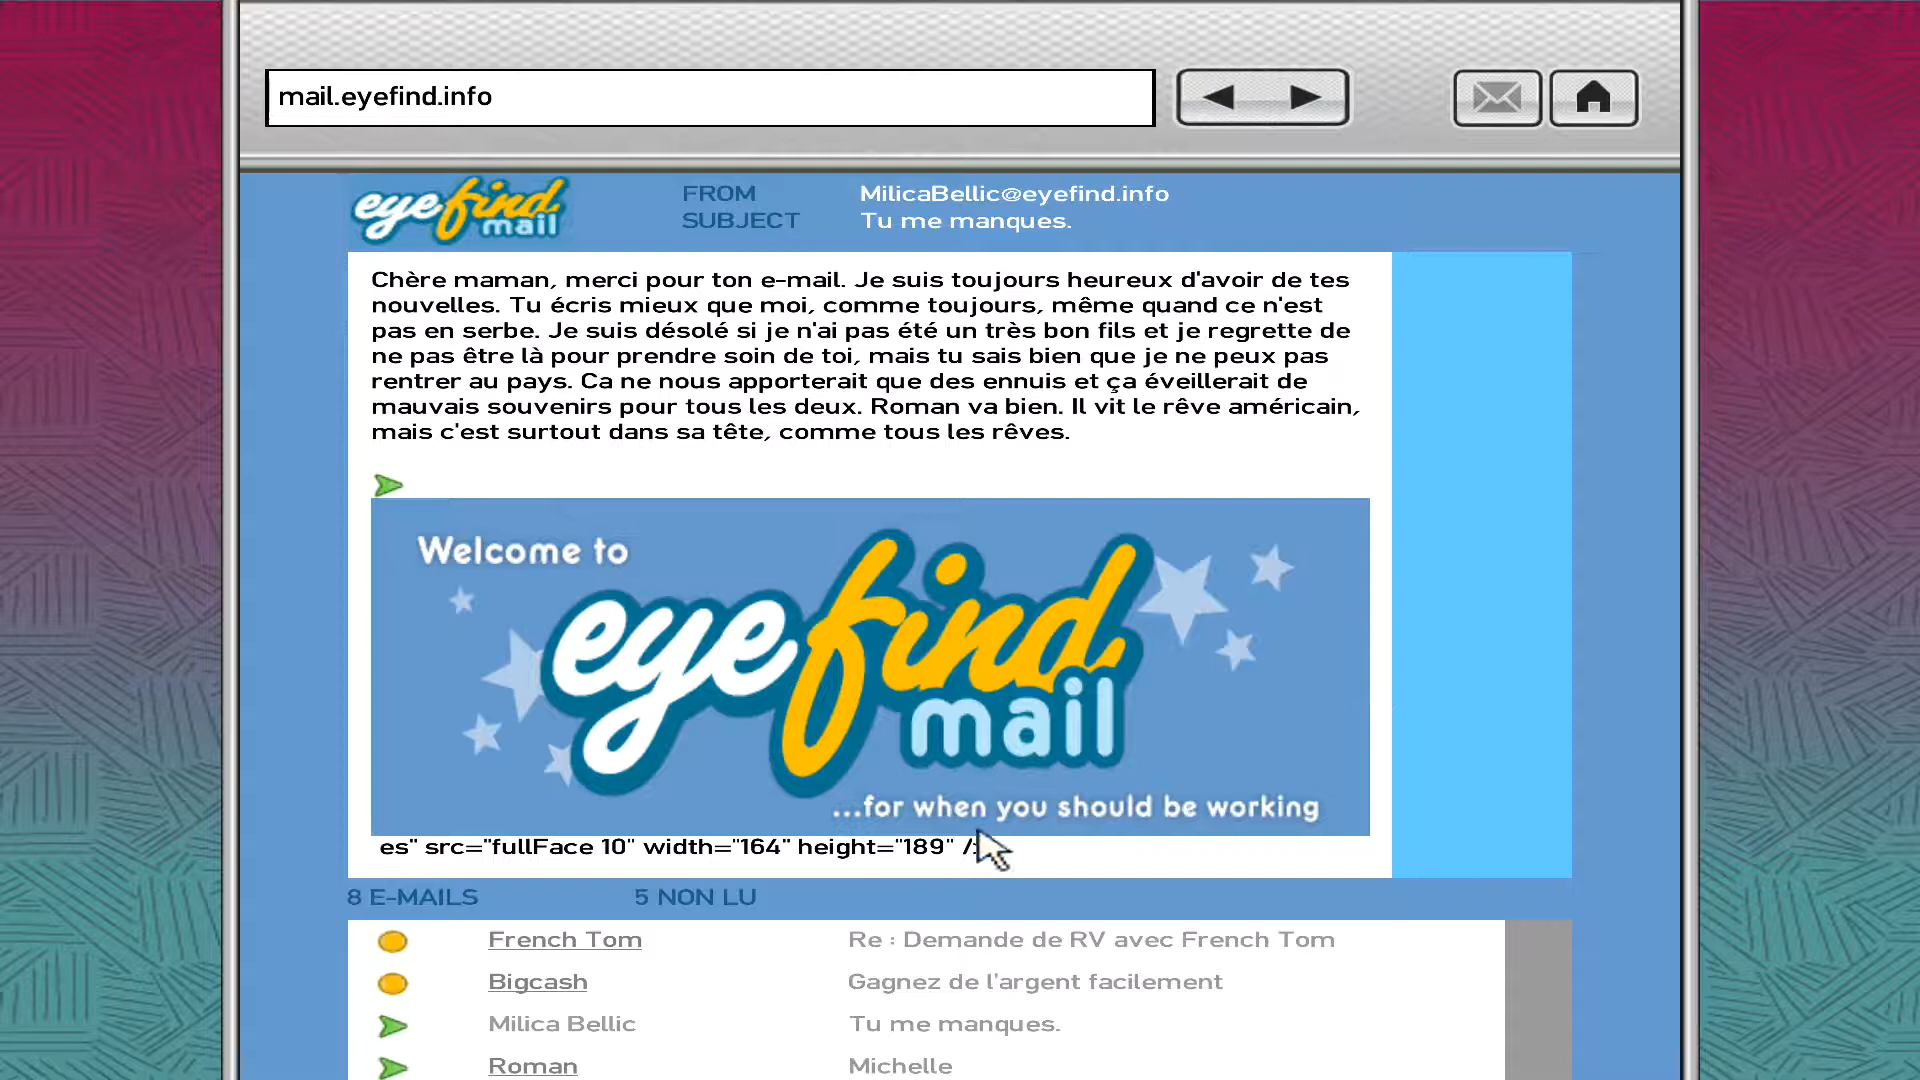 mail.eyefind.info
eyefind mail
FROM MilicaBellic@eyefind.info
SUBJECT Tu me manques.
Chère maman, merci pour ton e-mail. Je suis toujours heureux d'avoir de tes
nouvelles. Tu écris mieux que moi, comme toujours, même quand ce n'est
pas en serbe. Je suis désolé si je n'ai pas été un très bon fils et je regrette de
ne pas être là pour prendre soin de toi, mais tu sais bien que je ne peux pas
rentrer au pays. Ca ne nous apporterait que des ennuis et ça éveillerait de
mauvais souvenirs pour tous les deux. Roman va bien. Il vit le rêve américain,
mais c'est surtout dans sa tête, comme tous les rêves.
Welcome to
eyefind
mail
...for when you should be working
es" src="fullFace 10" width="164" height="189" /
8 E-MAILS 5 NON LU
French Tom Re : Demande de RV avec French Tom
Bigcash Gagnez de l'argent facilement
Milica Bellic Tu me manques.
Roman Michelle